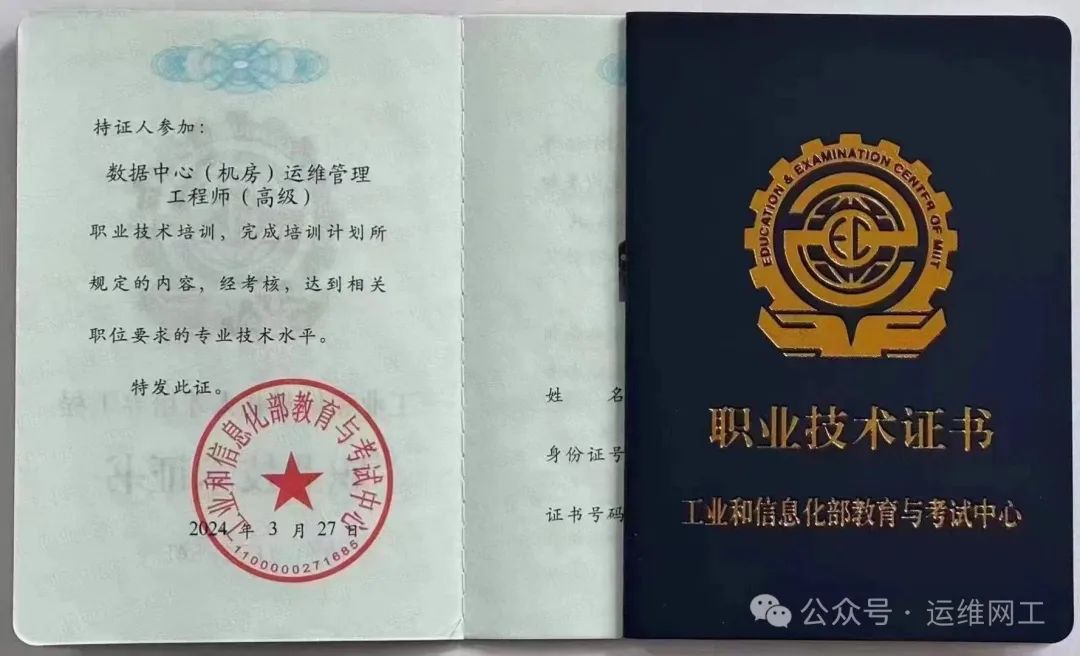 持证人参加：
数据中心（机房）运维管理
工程师（高级）
职业技术培训，完成培训计划所
规定的内容，经考核，达到相关
职位要求的专业技术水平。
特发此证。
工业和信息化部教育与考试中心
2024 年 3 月 27 日
1100000271685
姓 名
身份证号
证书号码
EDUCATION & EXAMINATION CENTER OF MIIT
EEC
职业技术证书
工业和信息化部教育与考试中心
公众号 · 运维网工